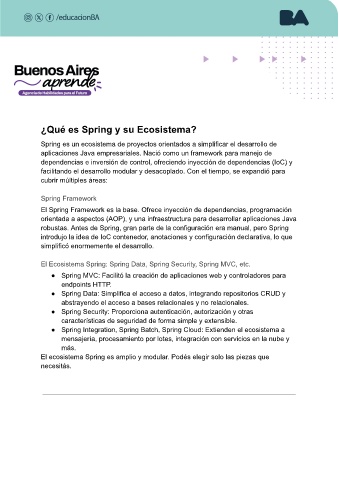 /educacionBA
BA
Buenos Aires
aprende
Agencia de Habilidades para el Futuro
¿Qué es Spring y su Ecosistema?
Spring es un ecosistema de proyectos orientados a simplificar el desarrollo de
aplicaciones Java empresariales. Nació como un framework para manejo de
dependencias e inversión de control, ofreciendo inyección de dependencias (IoC) y
facilitando el desarrollo modular y desacoplado. Con el tiempo, se expandió para
cubrir múltiples áreas:
Spring Framework
El Spring Framework es la base. Ofrece inyección de dependencias, programación
orientada a aspectos (AOP), y una infraestructura para desarrollar aplicaciones Java
robustas. Antes de Spring, gran parte de la configuración era manual, pero Spring
introdujo la idea de IoC contenedor, anotaciones y configuración declarativa, lo que
simplificó enormemente el desarrollo.
El Ecosistema Spring: Spring Data, Spring Security, Spring MVC, etc.
● Spring MVC: Facilitó la creación de aplicaciones web y controladores para
endpoints HTTP.
● Spring Data: Simplifica el acceso a datos, integrando repositorios CRUD y
abstrayendo el acceso a bases relacionales y no relacionales.
● Spring Security: Proporciona autenticación, autorización y otras
características de seguridad de forma simple y extensible.
● Spring Integration, Spring Batch, Spring Cloud: Extienden el ecosistema a
mensajería, procesamiento por lotes, integración con servicios en la nube y
más.
El ecosistema Spring es amplio y modular. Podés elegir solo las piezas que
necesitás.